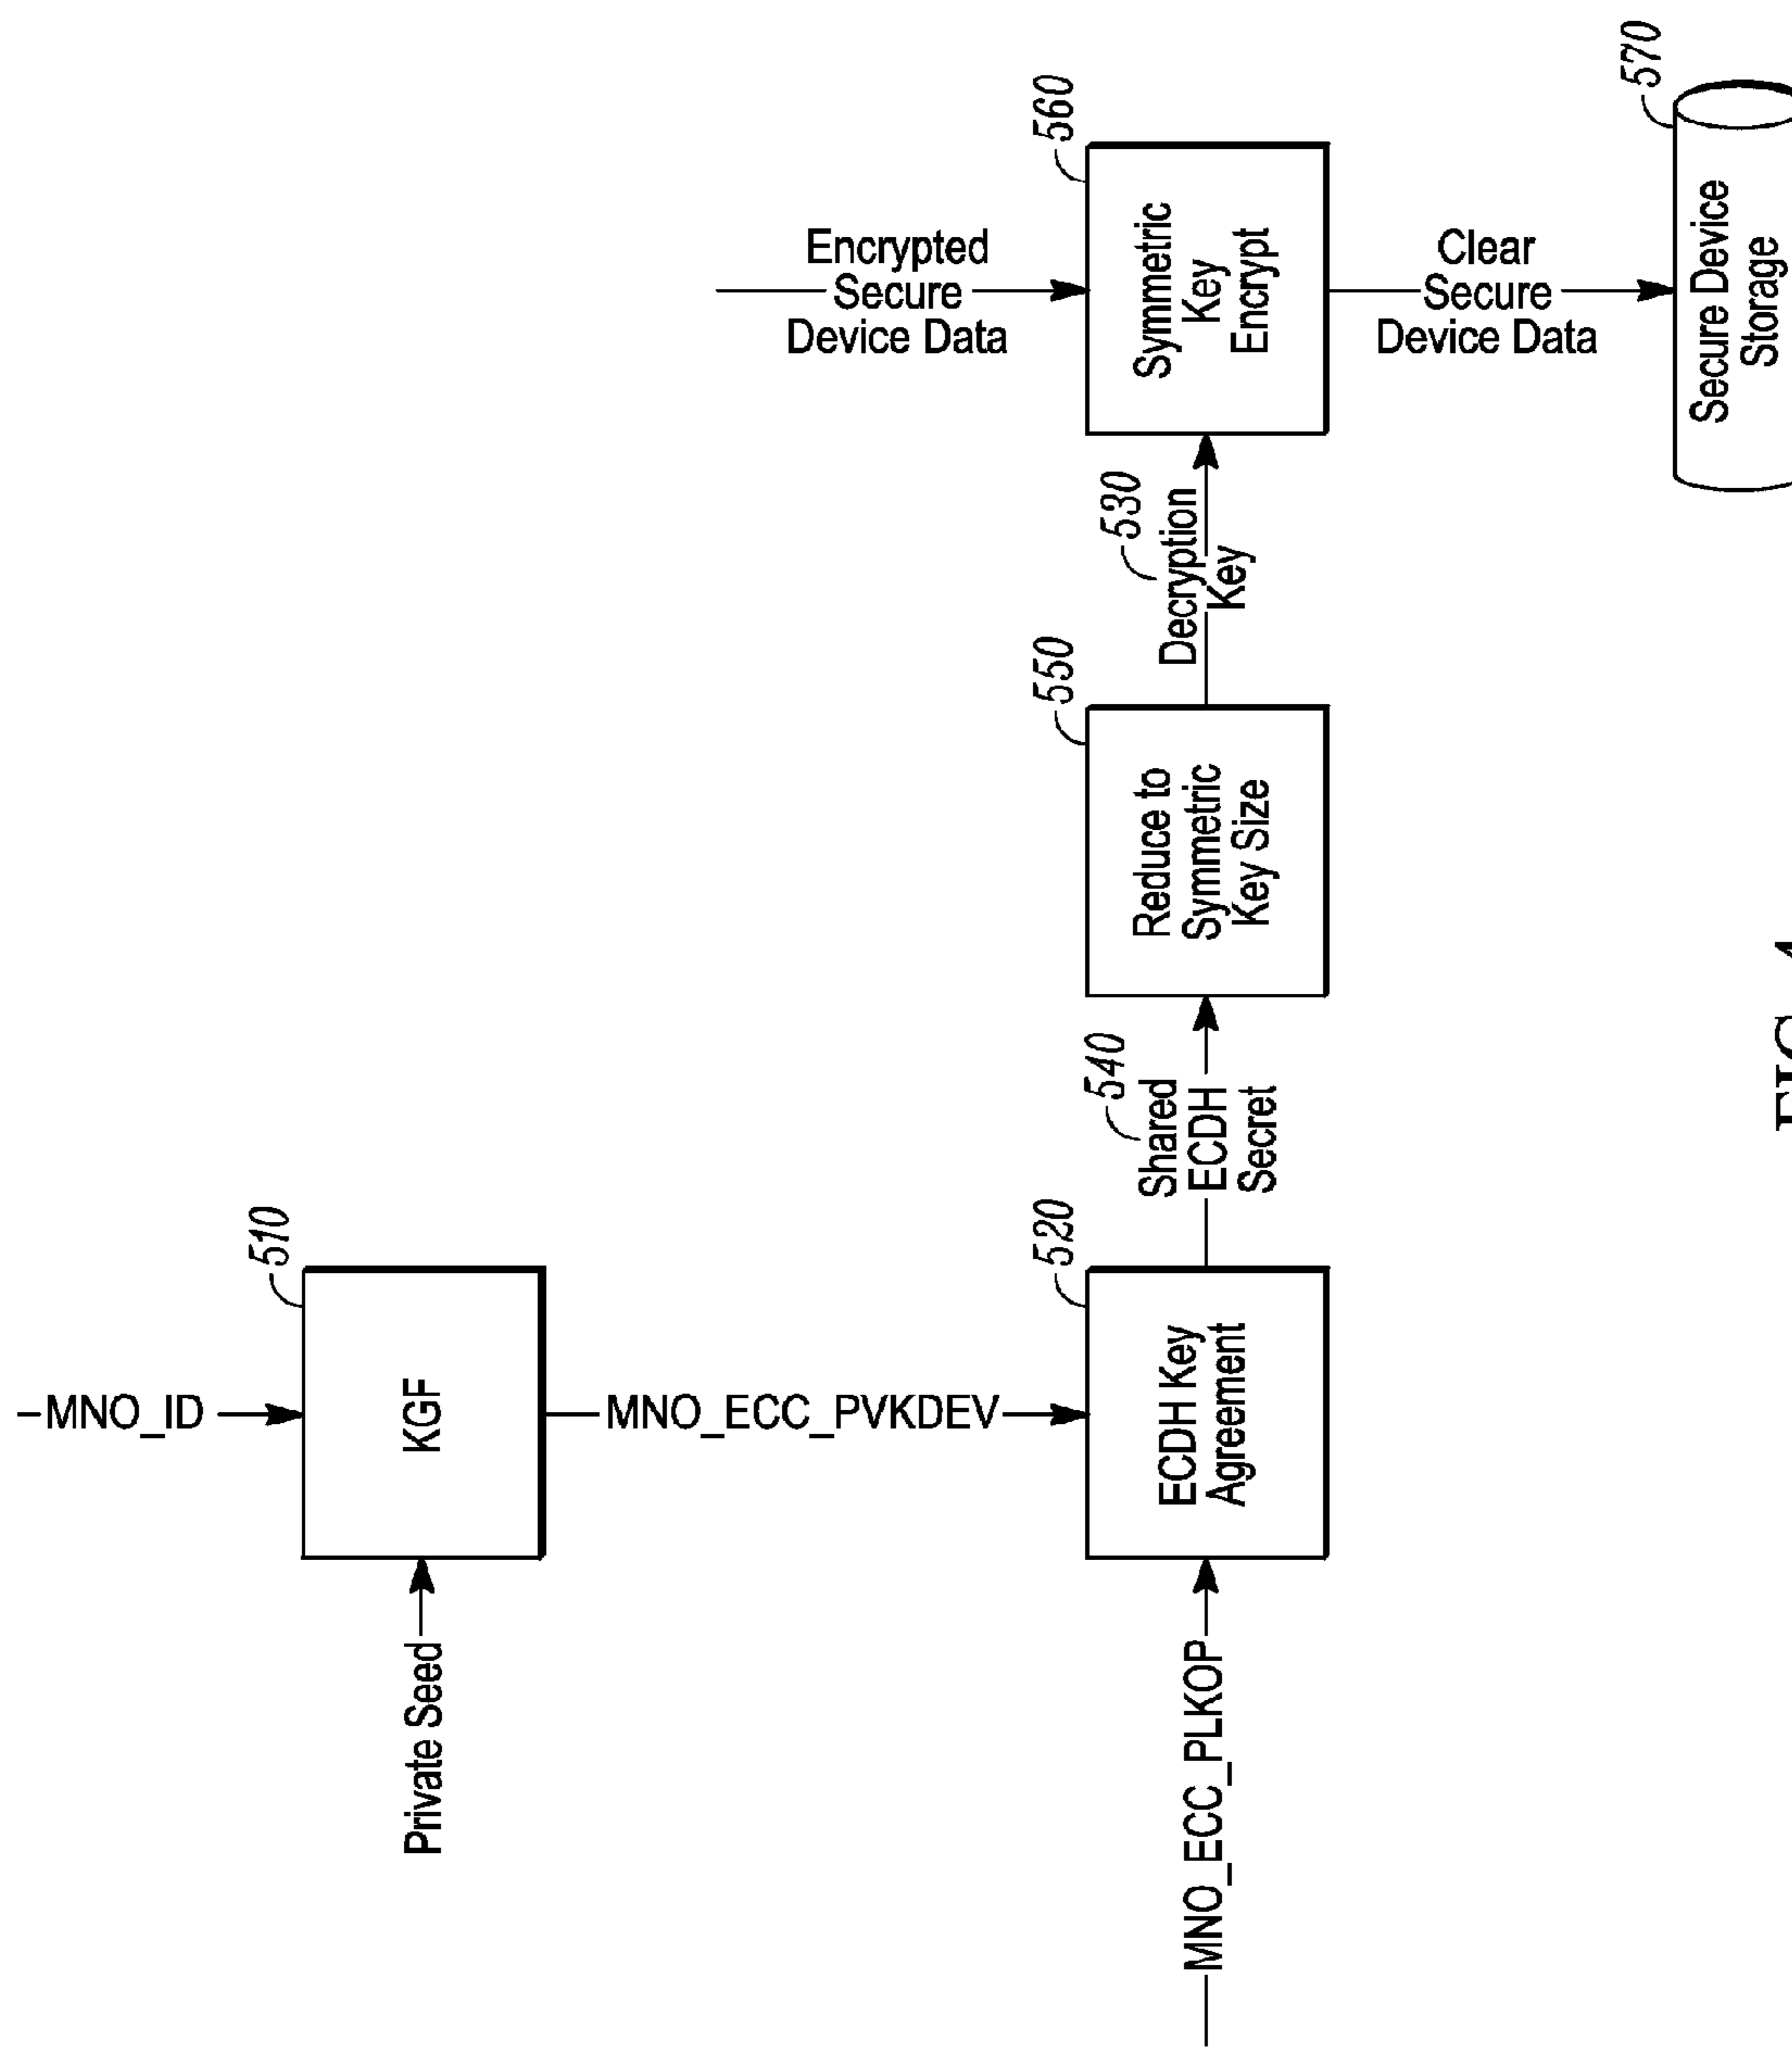 MNO_ID
510
Private Seed
KGF
MNO_ECC_PVKDEV
MNO_ECC_PLKOP
520
ECDH Key
Agreement
540
Shared
ECDH
Secret
550
Reduce to
Symmetric
Key Size
530
Decryption
Key
Encrypted
Secure
Device Data
560
Symmetric
Key
Encrypt
Clear
Secure
Device Data
570
Secure Device
Storage